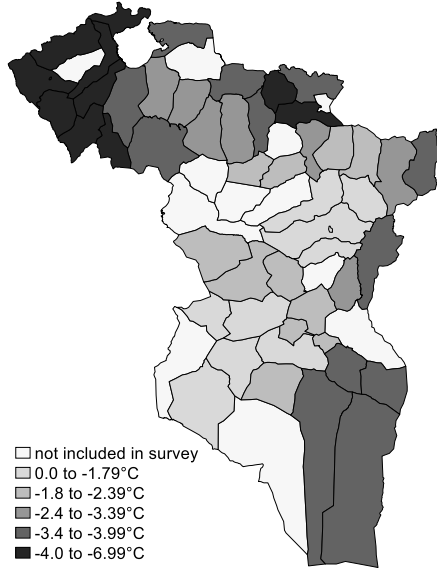 not included in survey
0.0 to -1.79°C
-1.8 to -2.39°C
-2.4 to -3.39°C
-3.4 to -3.99°C
-4.0 to -6.99°C